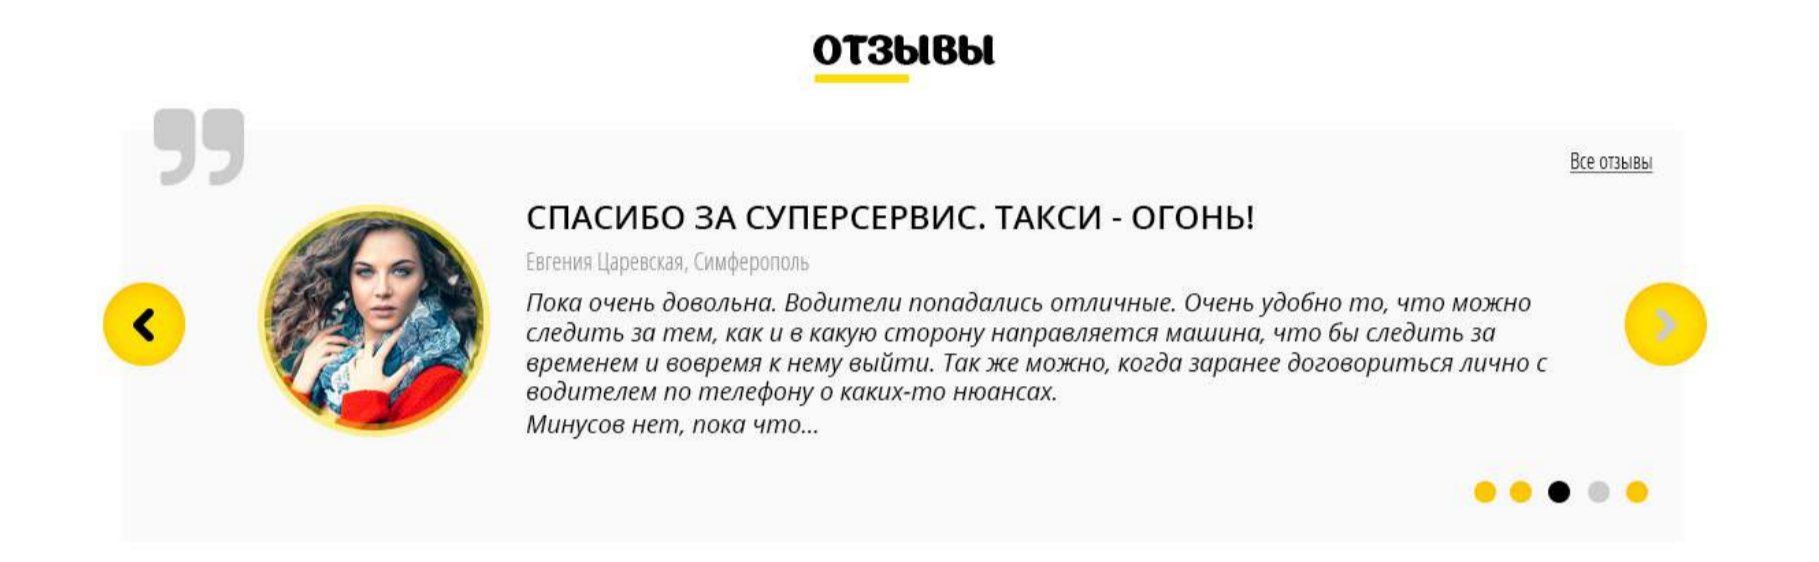 ОТЗЫВЫ
Все отзывы
СПАСИБО ЗА СУПЕРСЕРВИС. ТАКСИ - ОГОНЬ!
Евгения Царевская, Симферополь
Пока очень довольна. Водители попадались отличные. Очень удобно то, что можно
следить за тем, как и в какую сторону направляется машина, что бы следить за
временем и вовремя к нему выйти. Так же можно, когда заранее договориться лично с
водителем по телефону о каких-то нюансах.
Минусов нет, пока что...